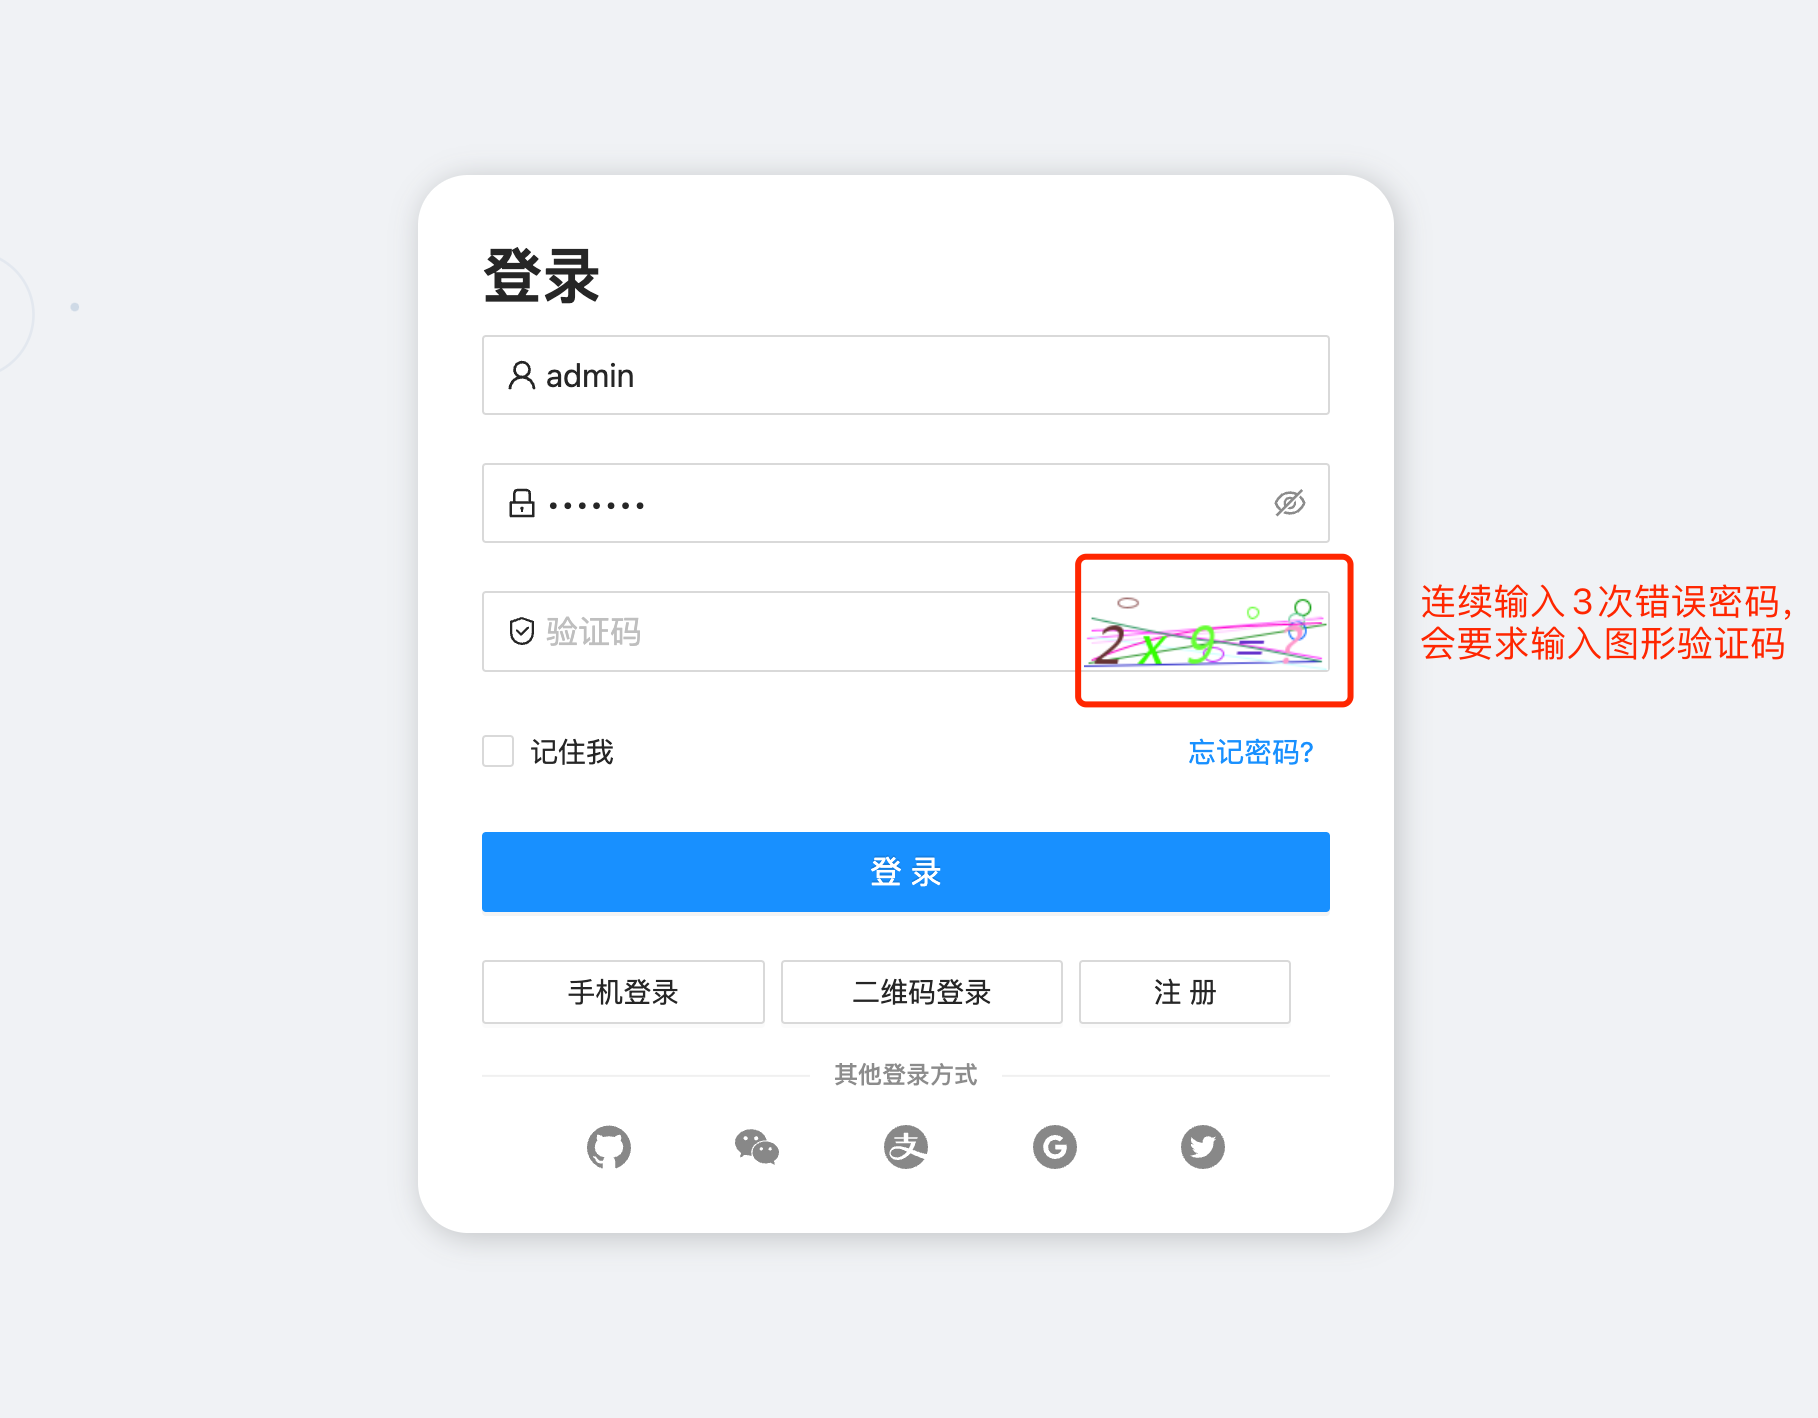 登录
admin
•••••••
验证码
2 x 9 = ?
连续输入3次错误密码，
会要求输入图形验证码
记住我
忘记密码?
登 录
手机登录
二维码登录
注 册
其他登录方式